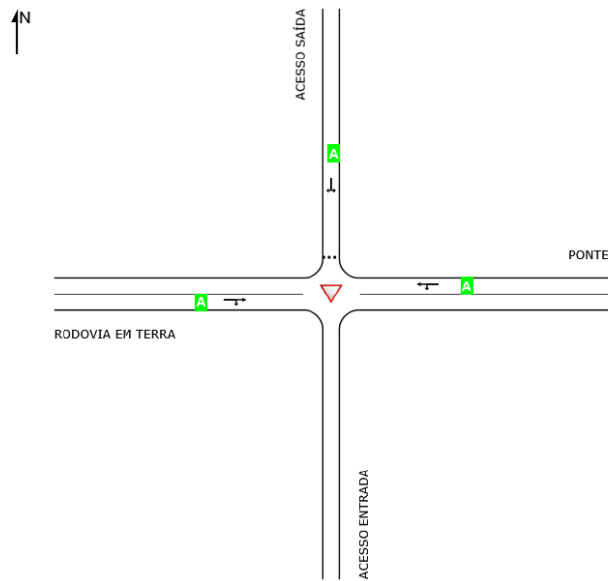 N
ACESSO SAÍDA
A
PONTE
A
A
RODOVIA EM TERRA
ACESSO ENTRADA